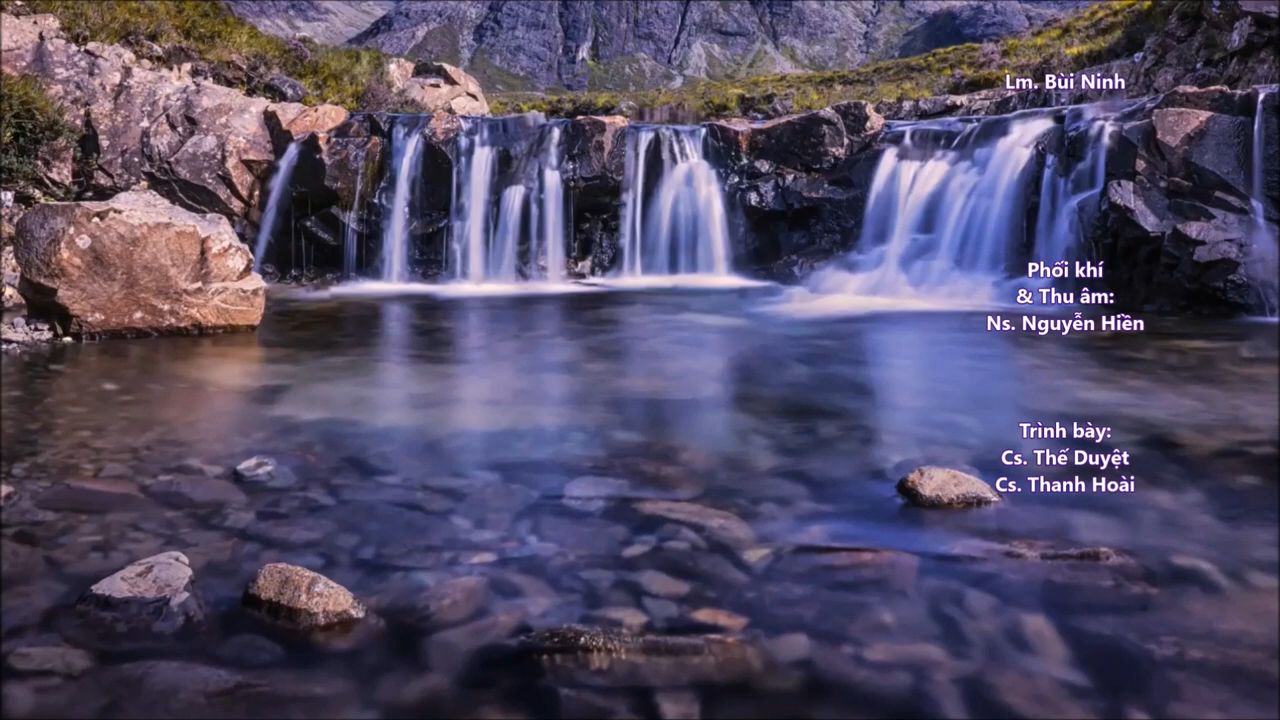 Lm. Bùi Ninh
Phối khí
& Thu âm:
Ns. Nguyễn Hiền
Trình bày:
Cs. Thế Duyệt
Cs. Thanh Hoài